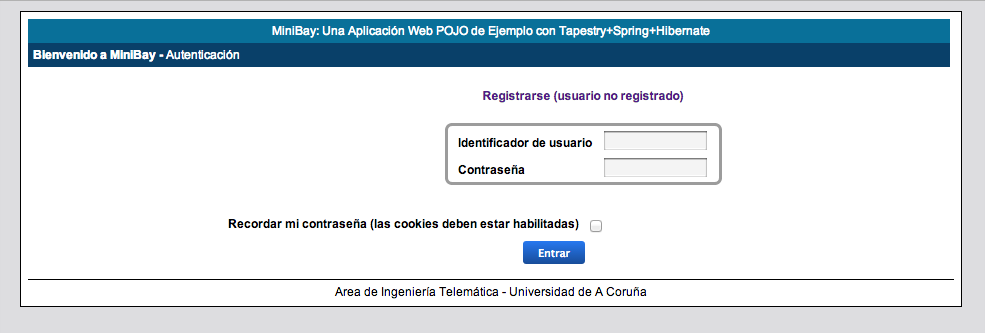 MiniBay: Una Aplicación Web POJO de Ejemplo con Tapestry+Spring+Hibernate
Bienvenido a MiniBay - Autenticación
Registrarse (usuario no registrado)
Identificador de usuario
Contraseña
Recordar mi contraseña (las cookies deben estar habilitadas)
Entrar
Area de Ingeniería Telemática - Universidad de A Coruña